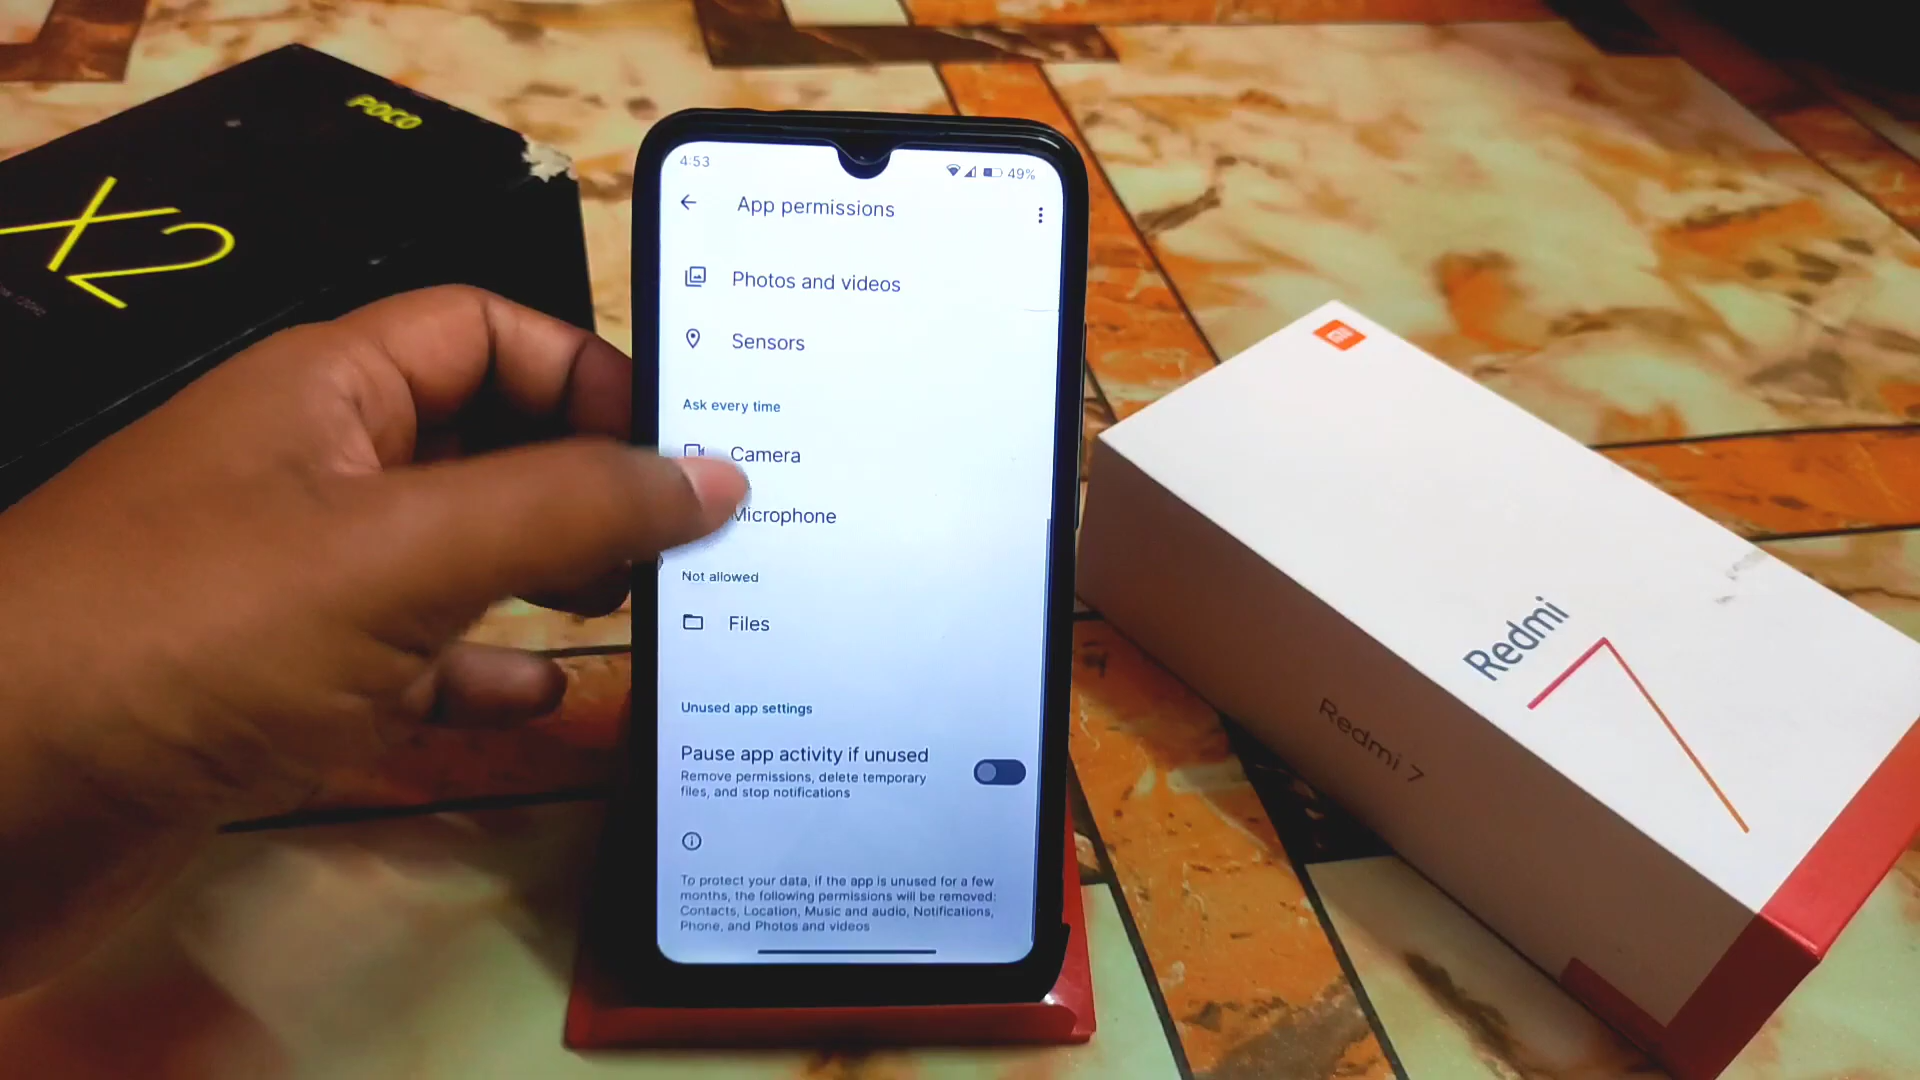 POCO
X2
4:53
49%
App permissions
Photos and videos
Sensors
Ask every time
Camera
Microphone
Not allowed
Files
Unused app settings
Pause app activity if unused
Remove permissions, delete temporary
files, and stop notifications
To protect your data, if the app is unused for a few
months, the following permissions will be removed:
Contacts, Location, Music and audio, Notifications,
Phone, and Photos and videos
mi
Redmi
7
Redmi 7